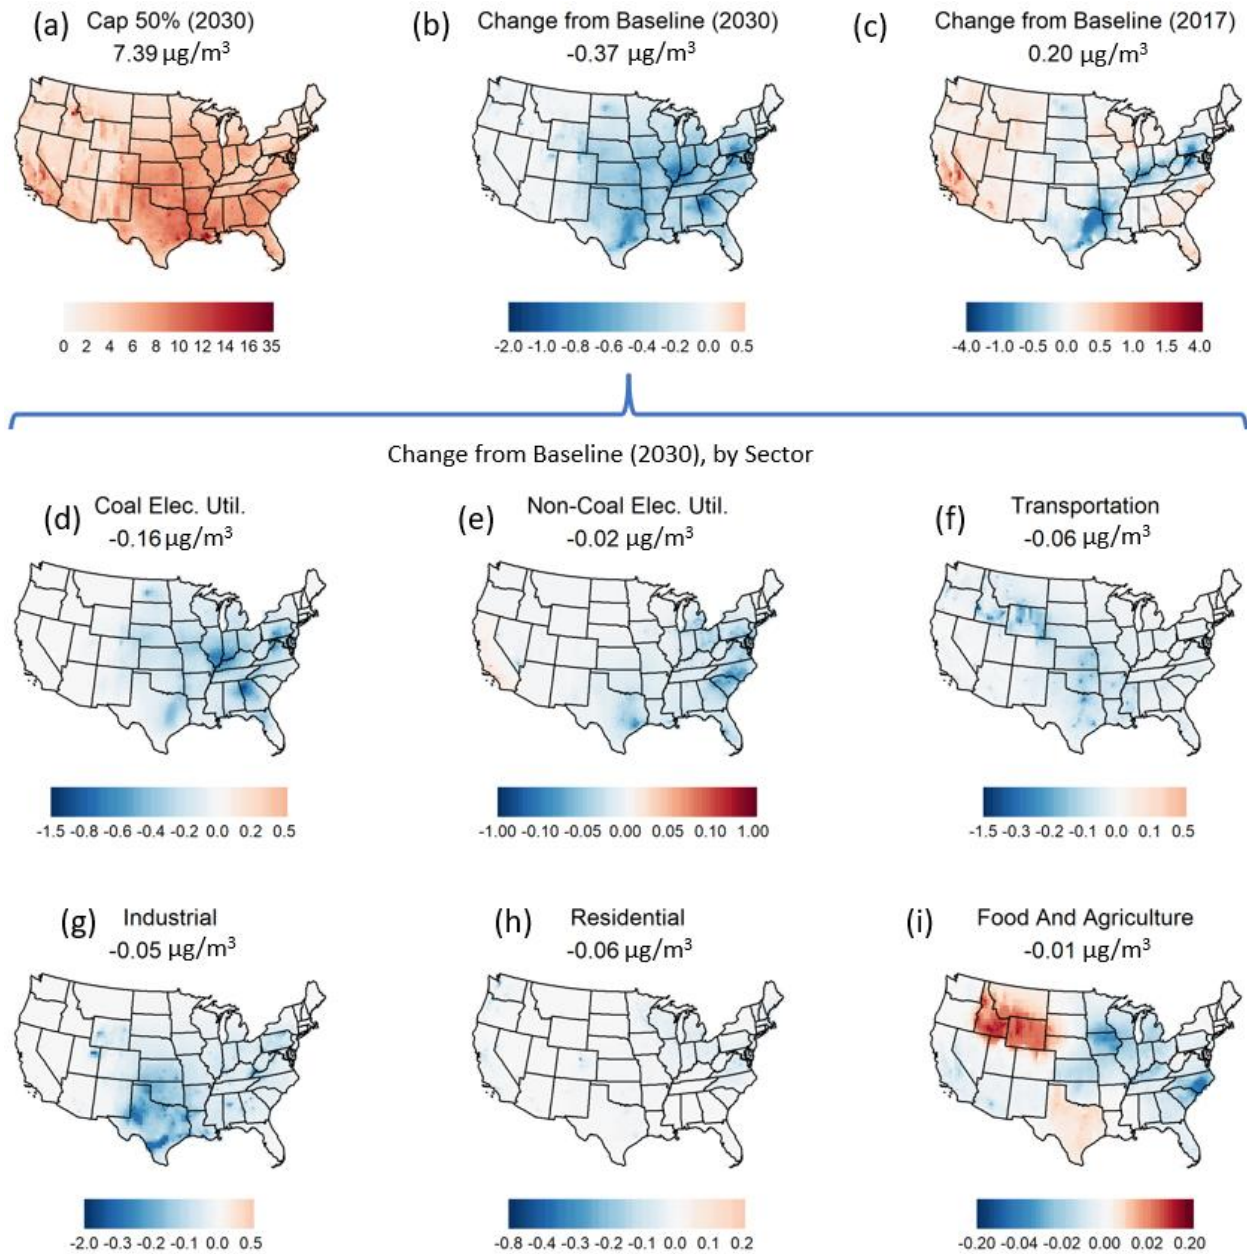 (a) Cap 50% (2030)
7.39 µg/m³
(b) Change from Baseline (2030)
-0.37 µg/m³
(c) Change from Baseline (2017)
0.20 µg/m³
0 2 4 6 8 10 12 14 16 35
-2.0 -1.0 -0.8 -0.6 -0.4 -0.2 0.0 0.5
-4.0 -1.0 -0.5 0.0 0.5 1.0 1.5 4.0
Change from Baseline (2030), by Sector
(d) Coal Elec. Util.
-0.16 µg/m³
(e) Non-Coal Elec. Util.
-0.02 µg/m³
(f) Transportation
-0.06 µg/m³
-1.5 -0.8 -0.6 -0.4 -0.2 0.0 0.2 0.5
-1.00 -0.10 -0.05 0.00 0.05 0.10 1.00
-1.5 -0.3 -0.2 -0.1 0.0 0.1 0.5
(g) Industrial
-0.05 µg/m³
(h) Residential
-0.06 µg/m³
(i) Food And Agriculture
-0.01 µg/m³
-2.0 -0.3 -0.2 -0.1 0.0 0.5
-0.8 -0.4 -0.3 -0.2 -0.1 0.0 0.1 0.2
-0.20 -0.04 -0.02 0.00 0.02 0.20